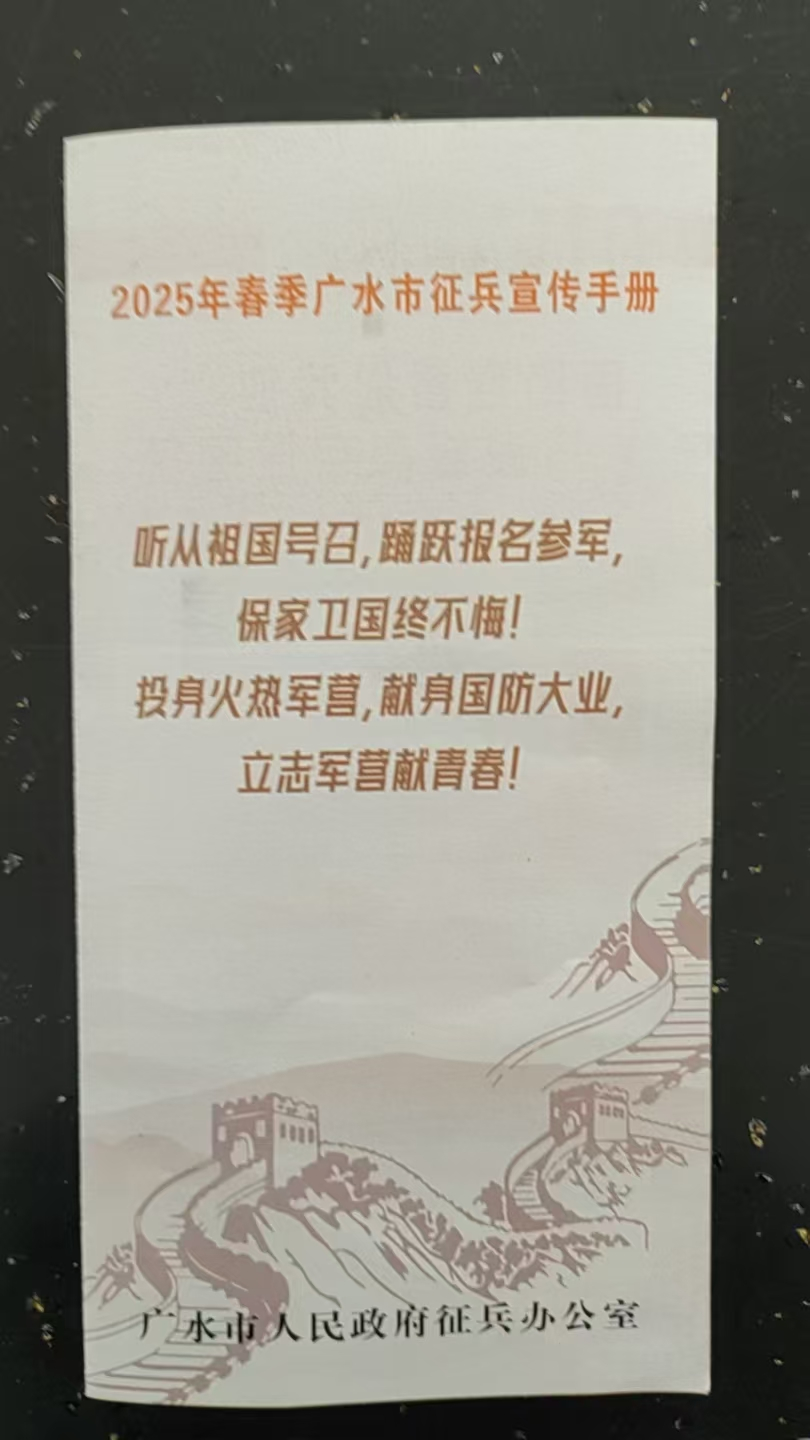 2025年春季广水市征兵宣传手册
听从祖国号召,踊跃报名参军,
保家卫国终不悔!
投身火热军营,献身国防大业,
立志军营献青春!
广水市人民政府征兵办公室